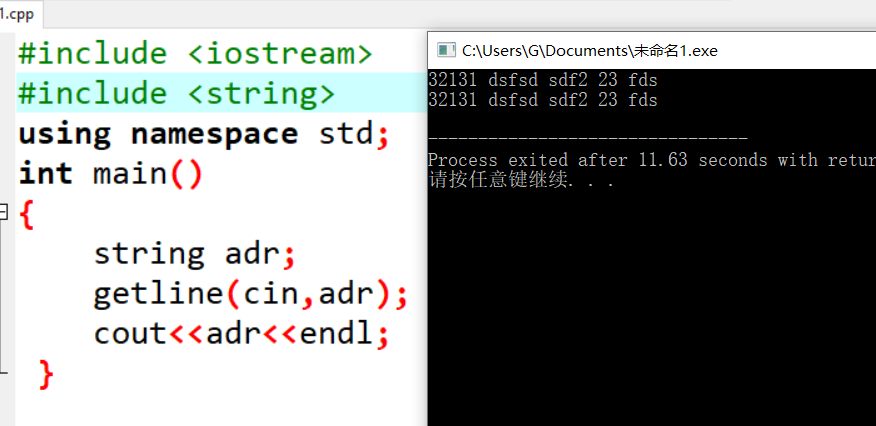 1.cpp
#include <iostream>
#include <string>
using namespace std;
int main()
{
string adr;
getline(cin,adr);
cout<<adr<<endl;
}
C:\Users\G\Documents\未命名1.exe
32131 dsfsd sdf2 23 fds
32131 dsfsd sdf2 23 fds
--------------------------------
Process exited after 11.63 seconds with retur
请按任意键继续. . .